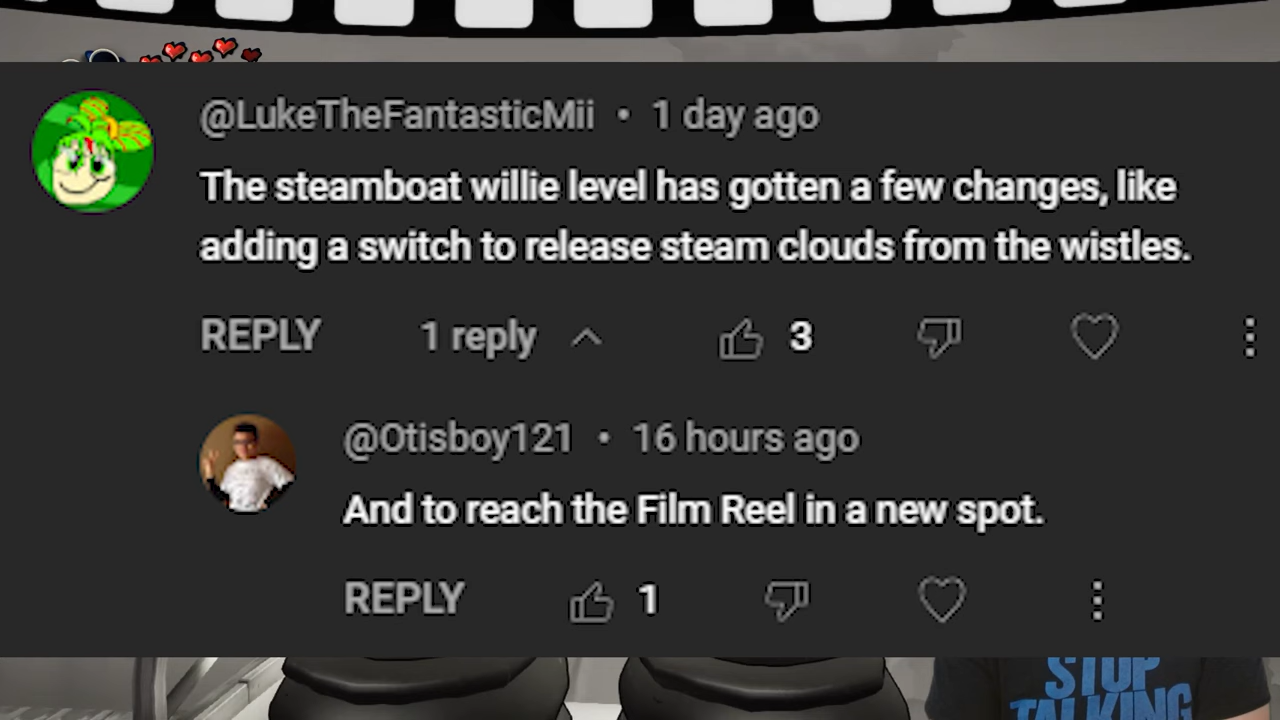 @LukeTheFantasticMii • 1 day ago
The steamboat willie level has gotten a few changes, like
adding a switch to release steam clouds from the wistles.
REPLY 1 reply 3
@Otisboy121 • 16 hours ago
And to reach the Film Reel in a new spot.
REPLY 1
STOP
TALKING